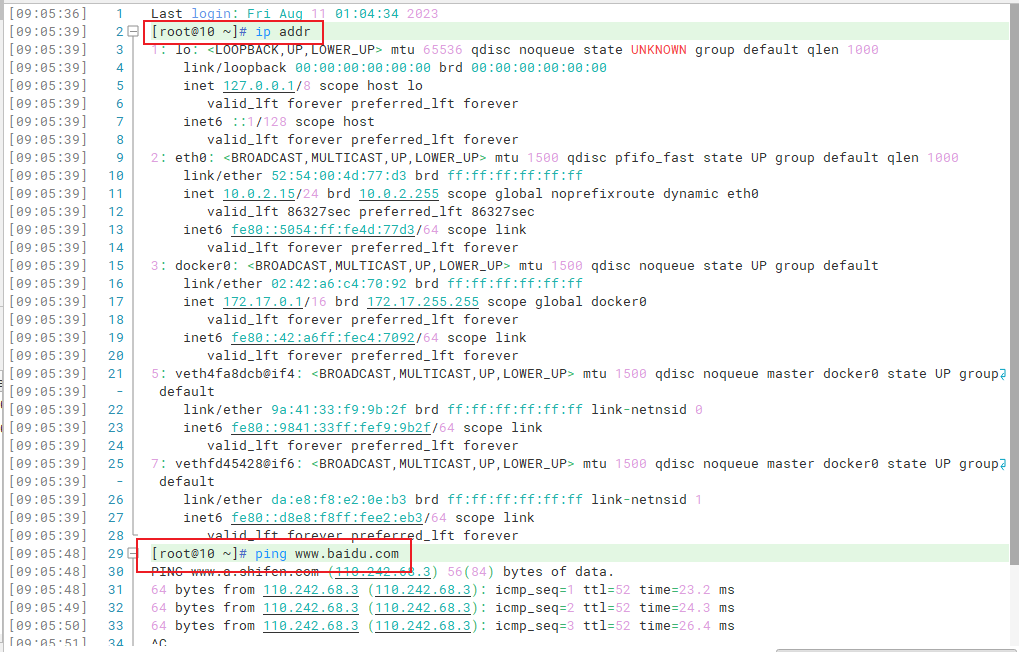 [09:05:36] 1 Last login: Fri Aug 11 01:04:34 2023
[09:05:39] 2 [root@10 ~]# ip addr
[09:05:39] 3 1: lo: <LOOPBACK,UP,LOWER_UP> mtu 65536 qdisc noqueue state UNKNOWN group default qlen 1000
[09:05:39] 4 link/loopback 00:00:00:00:00:00 brd 00:00:00:00:00:00
[09:05:39] 5 inet 127.0.0.1/8 scope host lo
[09:05:39] 6 valid_lft forever preferred_lft forever
[09:05:39] 7 inet6 ::1/128 scope host
[09:05:39] 8 valid_lft forever preferred_lft forever
[09:05:39] 9 2: eth0: <BROADCAST,MULTICAST,UP,LOWER_UP> mtu 1500 qdisc pfifo_fast state UP group default qlen 1000
[09:05:39] 10 link/ether 52:54:00:4d:77:d3 brd ff:ff:ff:ff:ff:ff
[09:05:39] 11 inet 10.0.2.15/24 brd 10.0.2.255 scope global noprefixroute dynamic eth0
[09:05:39] 12 valid_lft 86327sec preferred_lft 86327sec
[09:05:39] 13 inet6 fe80::5054:ff:fe4d:77d3/64 scope link
[09:05:39] 14 valid_lft forever preferred_lft forever
[09:05:39] 15 3: docker0: <BROADCAST,MULTICAST,UP,LOWER_UP> mtu 1500 qdisc noqueue state UP group default
[09:05:39] 16 link/ether 02:42:a6:c4:70:92 brd ff:ff:ff:ff:ff:ff
[09:05:39] 17 inet 172.17.0.1/16 brd 172.17.255.255 scope global docker0
[09:05:39] 18 valid_lft forever preferred_lft forever
[09:05:39] 19 inet6 fe80::42:a6ff:fec4:7092/64 scope link
[09:05:39] 20 valid_lft forever preferred_lft forever
[09:05:39] 21 5: veth4fa8dcb@if4: <BROADCAST,MULTICAST,UP,LOWER_UP> mtu 1500 qdisc noqueue master docker0 state UP group
[09:05:39] - default
[09:05:39] 22 link/ether 9a:41:33:f9:9b:2f brd ff:ff:ff:ff:ff:ff link-netnsid 0
[09:05:39] 23 inet6 fe80::9841:33ff:fef9:9b2f/64 scope link
[09:05:39] 24 valid_lft forever preferred_lft forever
[09:05:39] 25 7: vethfd45428@if6: <BROADCAST,MULTICAST,UP,LOWER_UP> mtu 1500 qdisc noqueue master docker0 state UP group
[09:05:39] - default
[09:05:39] 26 link/ether da:e8:f8:e2:0e:b3 brd ff:ff:ff:ff:ff:ff link-netnsid 1
[09:05:39] 27 inet6 fe80::d8e8:f8ff:fee2:eb3/64 scope link
[09:05:39] 28 valid_lft forever preferred_lft forever
[09:05:48] 29 [root@10 ~]# ping www.baidu.com
[09:05:48] 30 PING www.a.shifen.com (110.242.68.3) 56(84) bytes of data.
[09:05:48] 31 64 bytes from 110.242.68.3 (110.242.68.3): icmp_seq=1 ttl=52 time=23.2 ms
[09:05:49] 32 64 bytes from 110.242.68.3 (110.242.68.3): icmp_seq=2 ttl=52 time=24.3 ms
[09:05:50] 33 64 bytes from 110.242.68.3 (110.242.68.3): icmp_seq=3 ttl=52 time=26.4 ms
[09:05:51] 34 ^C